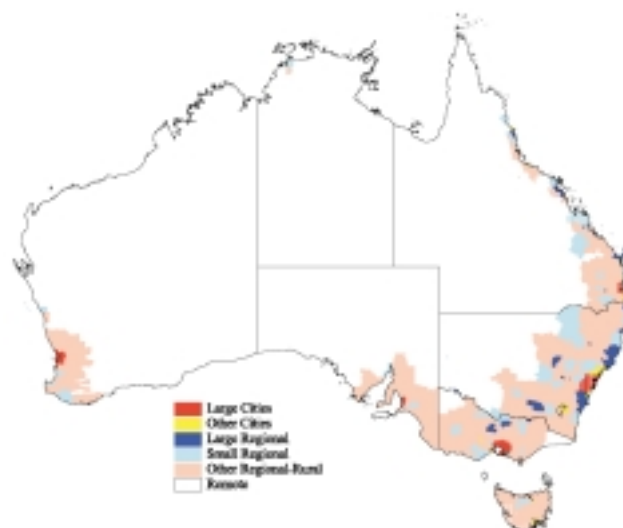 Large Cities
Other Cities
Large Regional
Small Regional
Other Regional-Rural
Remote